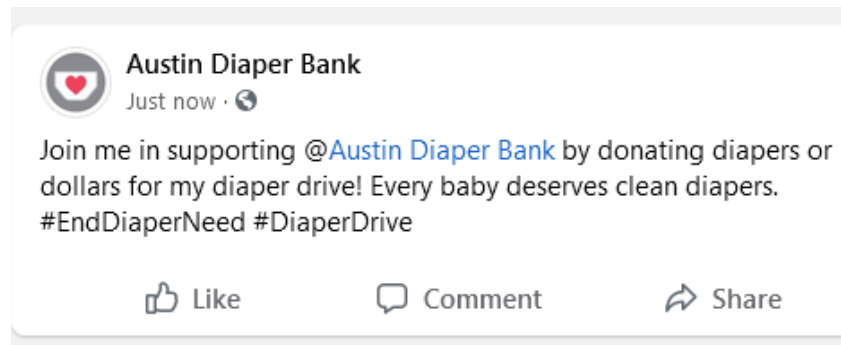 Austin Diaper Bank
Just now ·
Join me in supporting @Austin Diaper Bank by donating diapers or
dollars for my diaper drive! Every baby deserves clean diapers.
#EndDiaperNeed #DiaperDrive
Like Comment Share